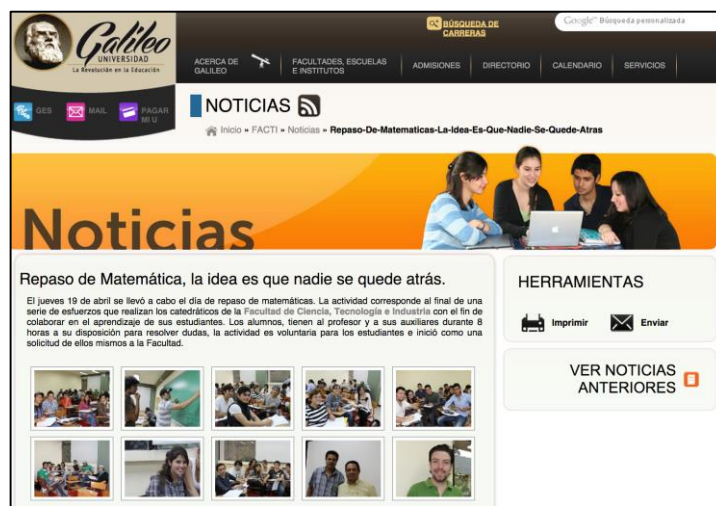 Galileo
UNIVERSIDAD
La Revolución en la Educación
BÚSQUEDA DE
CARRERAS
Google™ Búsqueda personalizada
ACERCA DE
GALILEO
FACULTADES, ESCUELAS
E INSTITUTOS
ADMISIONES
DIRECTORIO
CALENDARIO
SERVICIOS
GES
MAIL
PAGAR
MI U
NOTICIAS
Inicio » FACTI » Noticias » Repaso-De-Matematicas-La-Idea-Es-Que-Nadie-Se-Quede-Atras
Noticias
Repaso de Matemática, la idea es que nadie se quede atrás.
El jueves 19 de abril se llevó a cabo el día de repaso de matemáticas. La actividad corresponde al final de una
serie de esfuerzos que realizan los catedráticos de la Facultad de Ciencia, Tecnología e Industria con el fin de
colaborar en el aprendizaje de sus estudiantes. Los alumnos, tienen al profesor y a sus auxiliares durante 8
horas a su disposición para resolver dudas, la actividad es voluntaria para los estudiantes e inició como una
solicitud de ellos mismos a la Facultad.
HERRAMIENTAS
Imprimir
Enviar
VER NOTICIAS
ANTERIORES